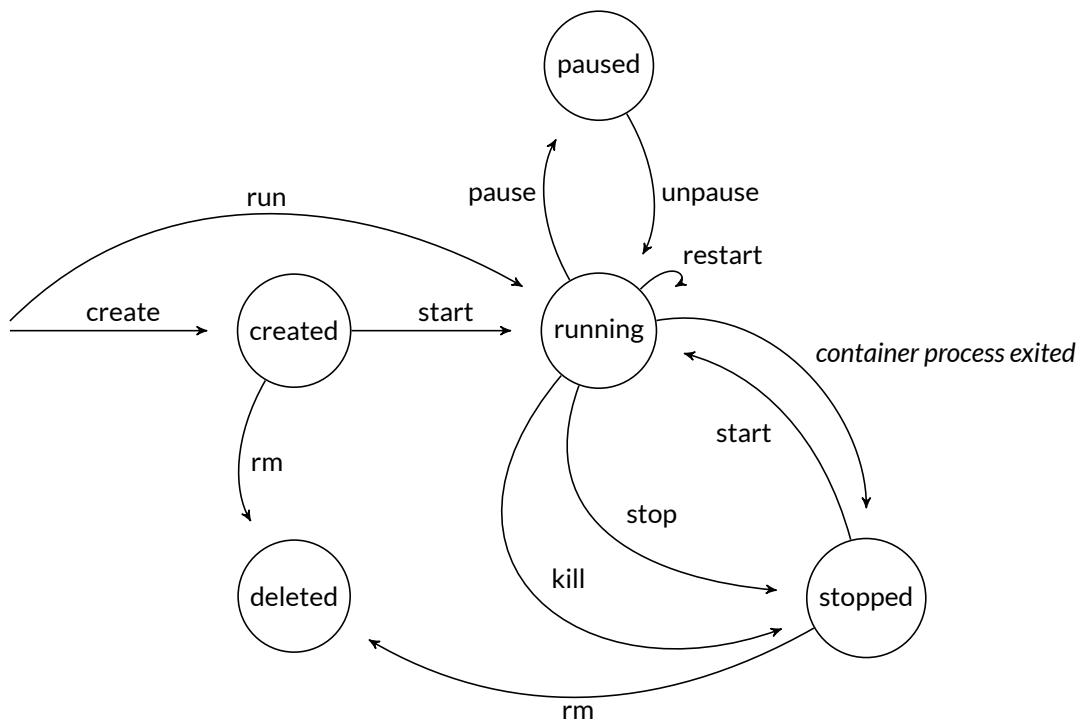 paused
pause
unpause
run
restart
create
created
start
running
container process exited
start
rm
stop
kill
deleted
stopped
rm